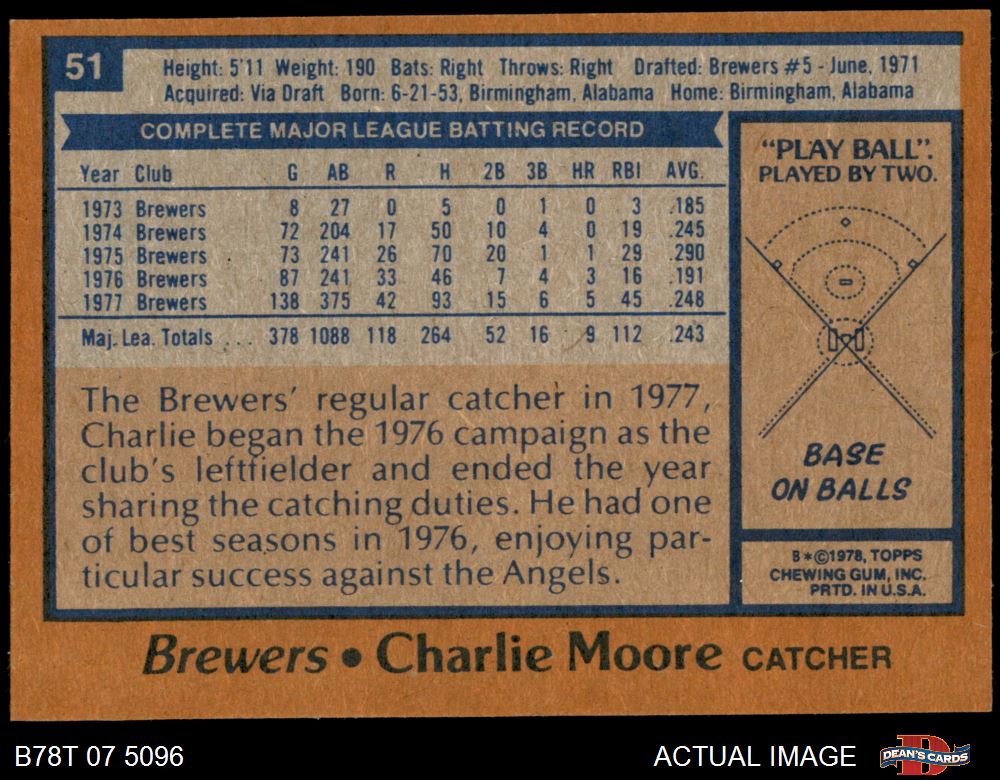 51
Height: 5'11 Weight: 190 Bats: Right Throws: Right Drafted: Brewers #5 - June, 1971
Acquired: Via Draft Born: 6-21-53, Birmingham, Alabama Home: Birmingham, Alabama
COMPLETE MAJOR LEAGUE BATTING RECORD
Year Club G AB R H 2B 3B HR RBI AVG.
1973 Brewers 8 27 0 5 0 1 0 3 .185
1974 Brewers 72 204 17 50 10 4 0 19 .245
1975 Brewers 73 241 26 70 20 1 1 29 .290
1976 Brewers 87 241 33 46 7 4 3 16 .191
1977 Brewers 138 375 42 93 15 6 5 45 .248
Maj. Lea. Totals ... 378 1088 118 264 52 16 9 112 .243
The Brewers' regular catcher in 1977,
Charlie began the 1976 campaign as the
club's leftfielder and ended the year
sharing the catching duties. He had one
of best seasons in 1976, enjoying par-
ticular success against the Angels.
"PLAY BALL".
PLAYED BY TWO.
BASE
ON BALLS
B*©1978, TOPPS
CHEWING GUM, INC.
PRTD. IN U.S.A.
Brewers • Charlie Moore CATCHER
B78T 07 5096
ACTUAL IMAGE
DEAN'S CARDS